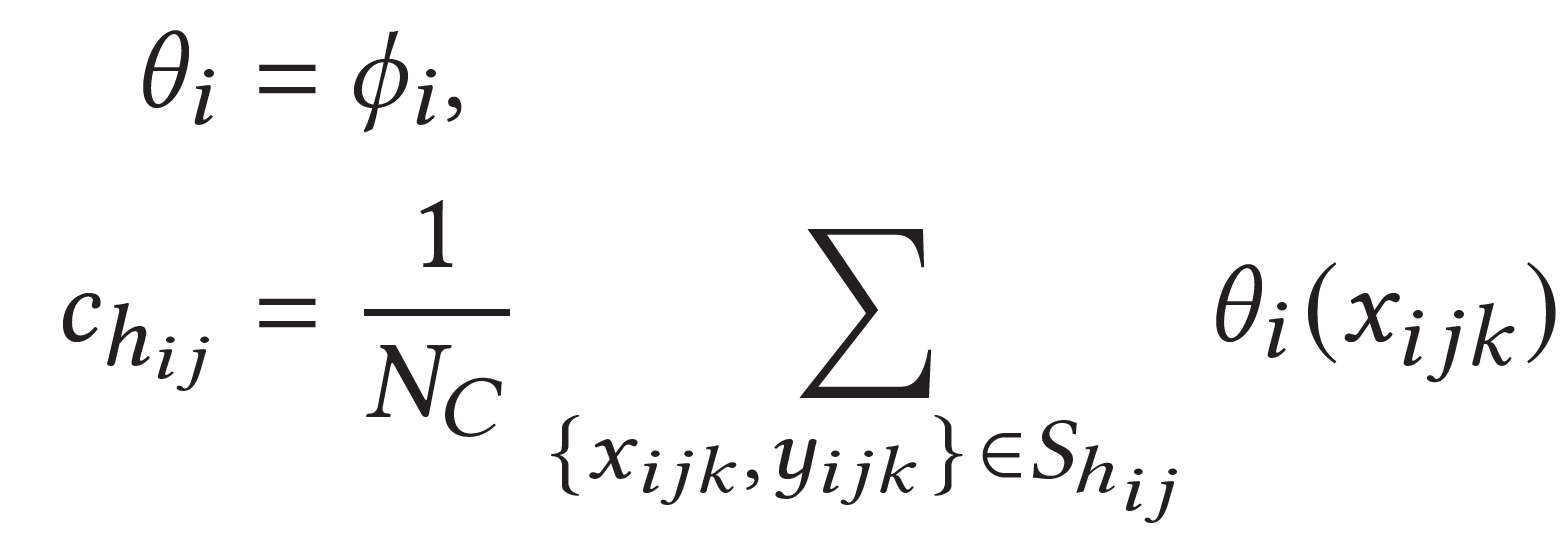 θ_i = ϕ_i,
c_{h_{ij}} = \frac{1}{N_C} \sum_{\{x_{ijk}, y_{ijk}\} ∈ S_{h_{ij}}} θ_i(x_{ijk})